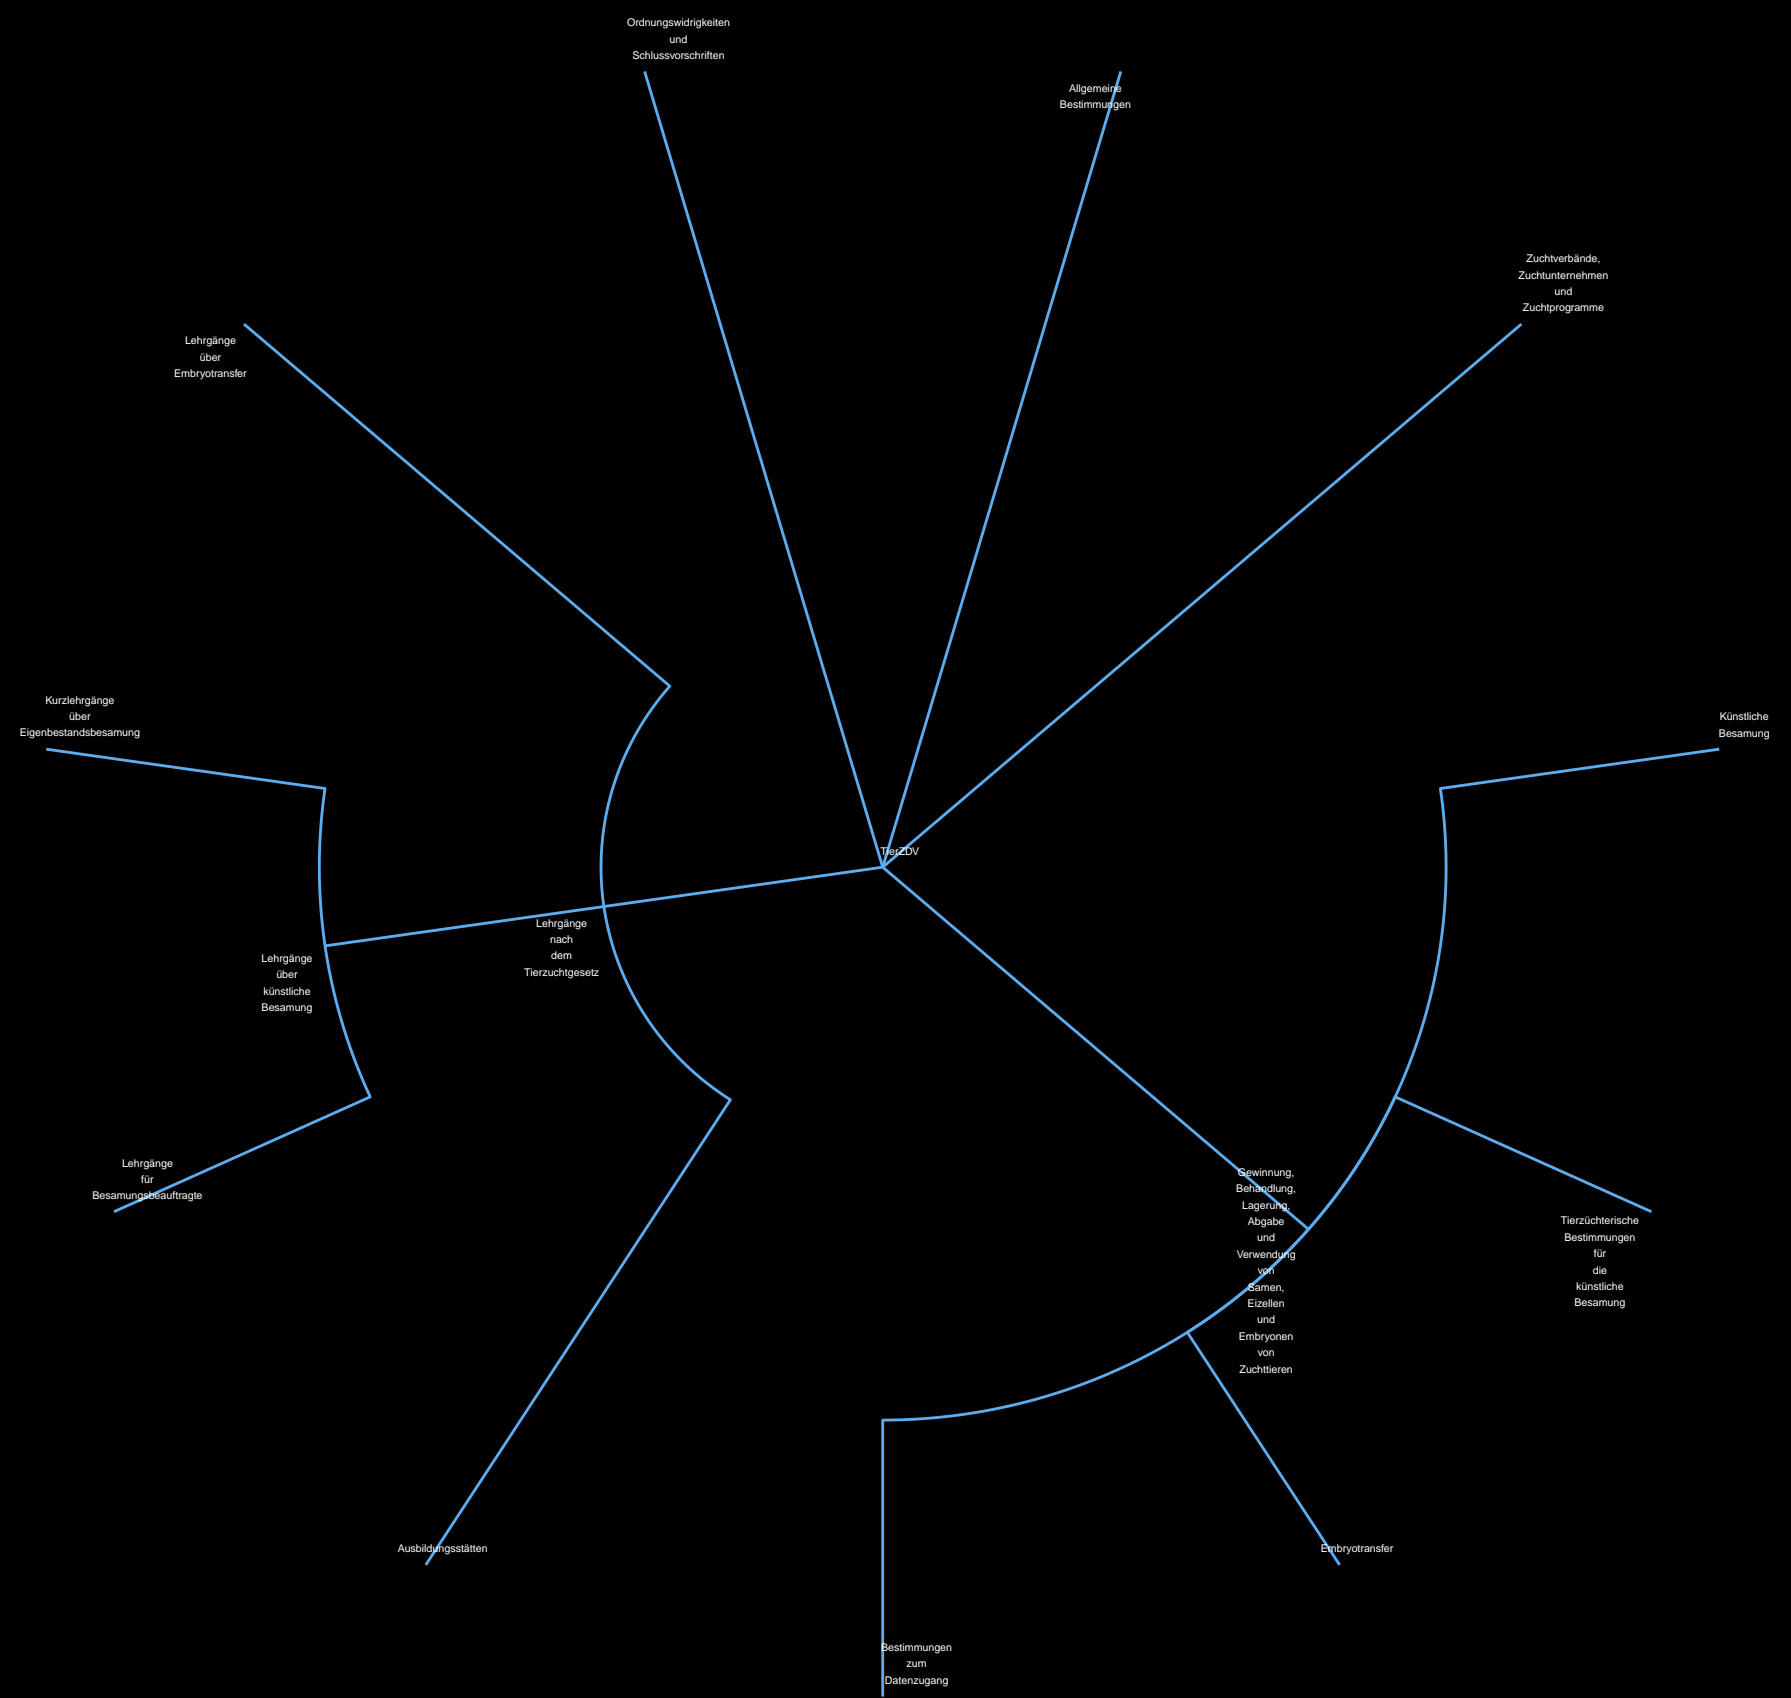 Ordnungswidrigkeiten
und
Schlussvorschriften
Allgemeine
Bestimmungen
Zuchtverbände,
Zuchtunternehmen
und
Zuchtprogramme
Lehrgänge
über
Embryotransfer
Kurzlehrgänge
über
Eigenbestandsbesamung
Künstliche
Besamung
TierZDV
Lehrgänge
nach
dem
Tierzuchtgesetz
Lehrgänge
über
künstliche
Besamung
Lehrgänge
für
Besamungsbeauftragte
Gewinnung,
Behandlung,
Lagerung,
Abgabe
und
Verwendung
von
Samen,
Eizellen
und
Embryonen
von
Zuchttieren
Tierzüchterische
Bestimmungen
für
die
künstliche
Besamung
Ausbildungsstätten
Embryotransfer
Bestimmungen
zum
Datenzugang